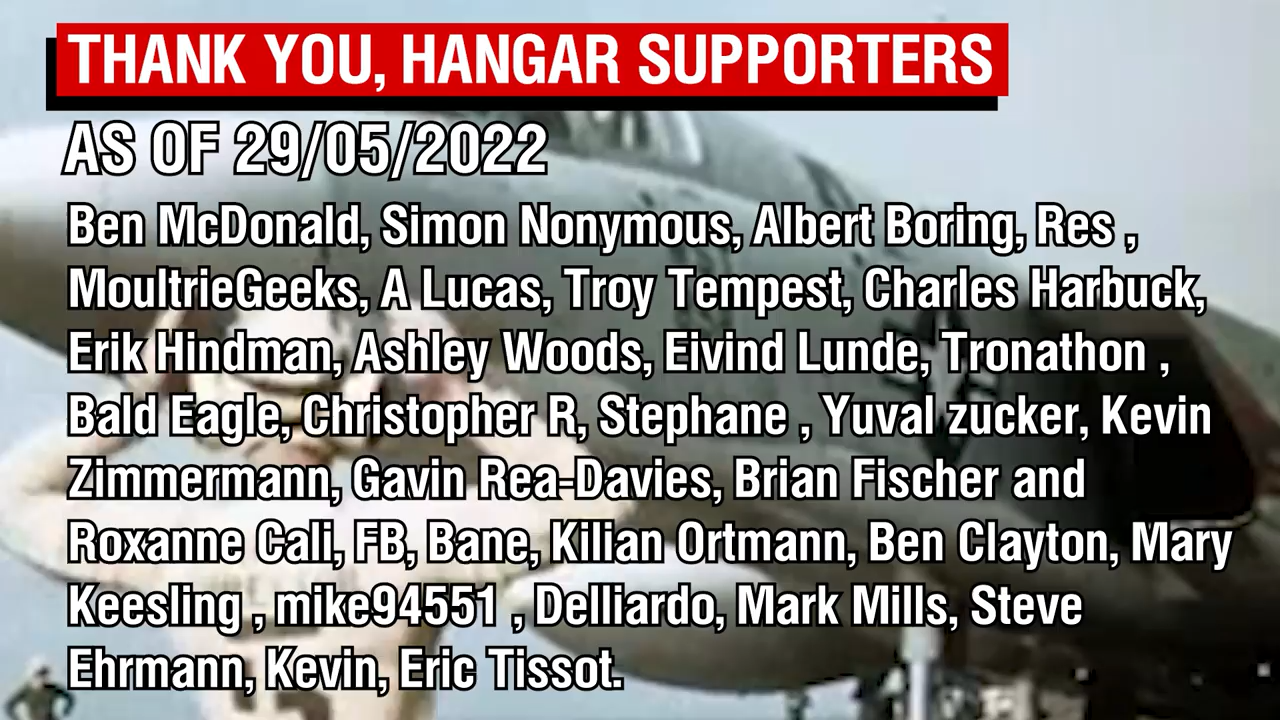 THANK YOU, HANGAR SUPPORTERS
AS OF 29/05/2022
Ben McDonald, Simon Nonymous, Albert Boring, Res ,
MoultrieGeeks, A Lucas, Troy Tempest, Charles Harbuck,
Erik Hindman, Ashley Woods, Eivind Lunde, Tronathon ,
Bald Eagle, Christopher R, Stephane , Yuval zucker, Kevin
Zimmermann, Gavin Rea-Davies, Brian Fischer and
Roxanne Cali, FB, Bane, Kilian Ortmann, Ben Clayton, Mary
Keesling , mike94551 , Delliardo, Mark Mills, Steve
Ehrmann, Kevin, Eric Tissot.